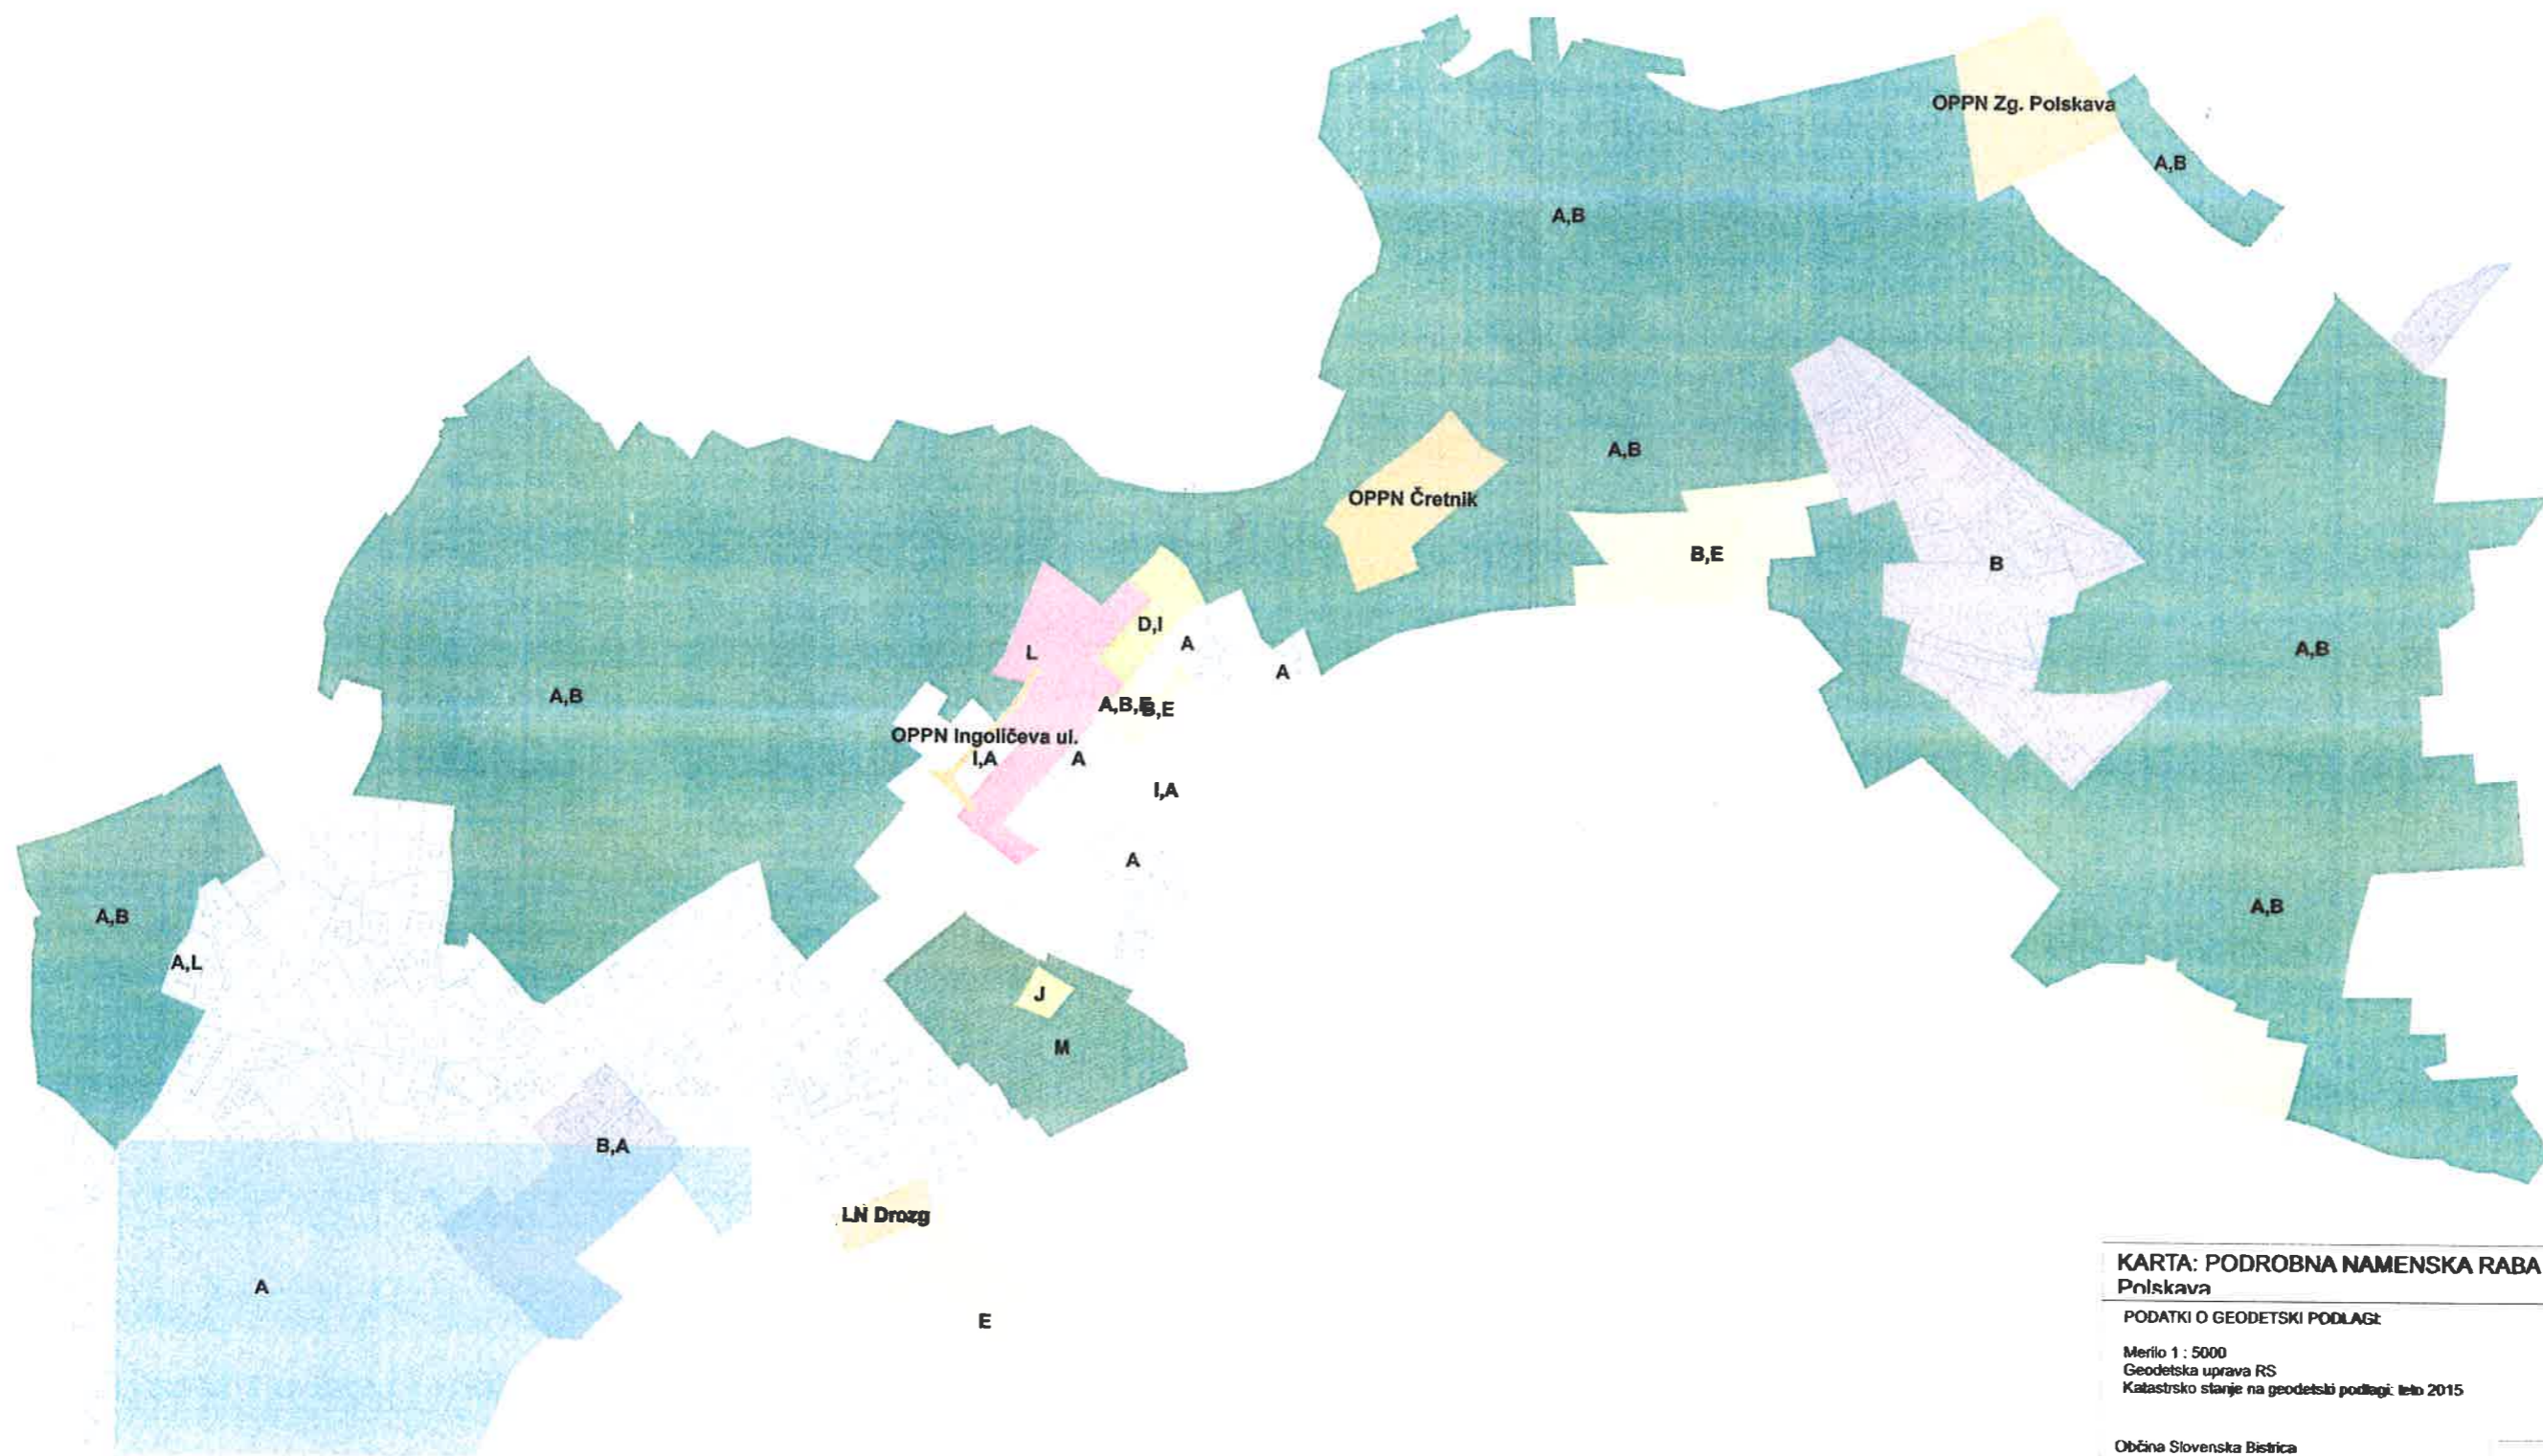 OPPN Zg. Polskava
A,B
A,B
A,B
OPPN Čretnik
B,E
B
D,I
A
L
A
A,B
A,B
A,B,E
B,E
OPPN Ingoličeva ul.
I,A
A
I,A
A
A,B
A,B
A,L
J
M
B,A
LN Drozg
A
E
KARTA: PODROBNA NAMENSKA RABA
Polskava
PODATKI O GEODETSKI PODLAGI:
Merilo 1 : 5000
Geodetska uprava RS
Katastrsko stanje na geodetski podlagi: leto 2015
Občina Slovenska Bistrica